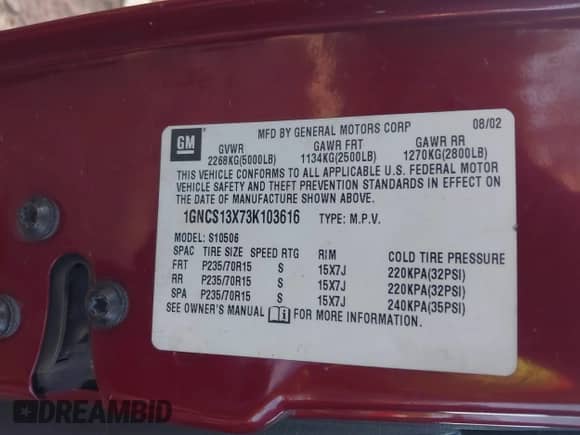 MFD BY GENERAL MOTORS CORP 08/02
GM
GVWR GAWR FRT GAWR RR
2268KG(5000LB) 1134KG(2500LB) 1270KG(2800LB)
THIS VEHICLE CONFORMS TO ALL APPLICABLE U.S. FEDERAL MOTOR
VEHICLE SAFETY AND THEFT PREVENTION STANDARDS IN EFFECT ON
THE DATE OF MANUFACTURE SHOWN ABOVE.
1GNCS13X73K103616 TYPE: M.P.V.
MODEL: S10506
SPAC TIRE SIZE SPEED RTG RIM COLD TIRE PRESSURE
FRT P235/70R15 S 15X7J 220KPA(32PSI)
RR P235/70R15 S 15X7J 220KPA(32PSI)
SPA P235/70R15 S 15X7J 240KPA(35PSI)
SEE OWNER'S MANUAL FOR MORE INFORMATION.
DREAMBID